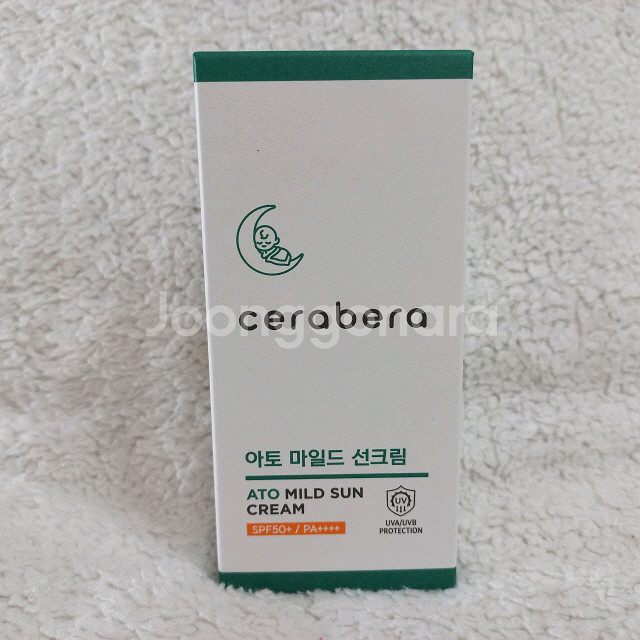 cerabera
Joonggonara
아토 마일드 선크림
ATO MILD SUN
CREAM
SPF50+ / PA++++
UV
UVA/UVB
PROTECTION